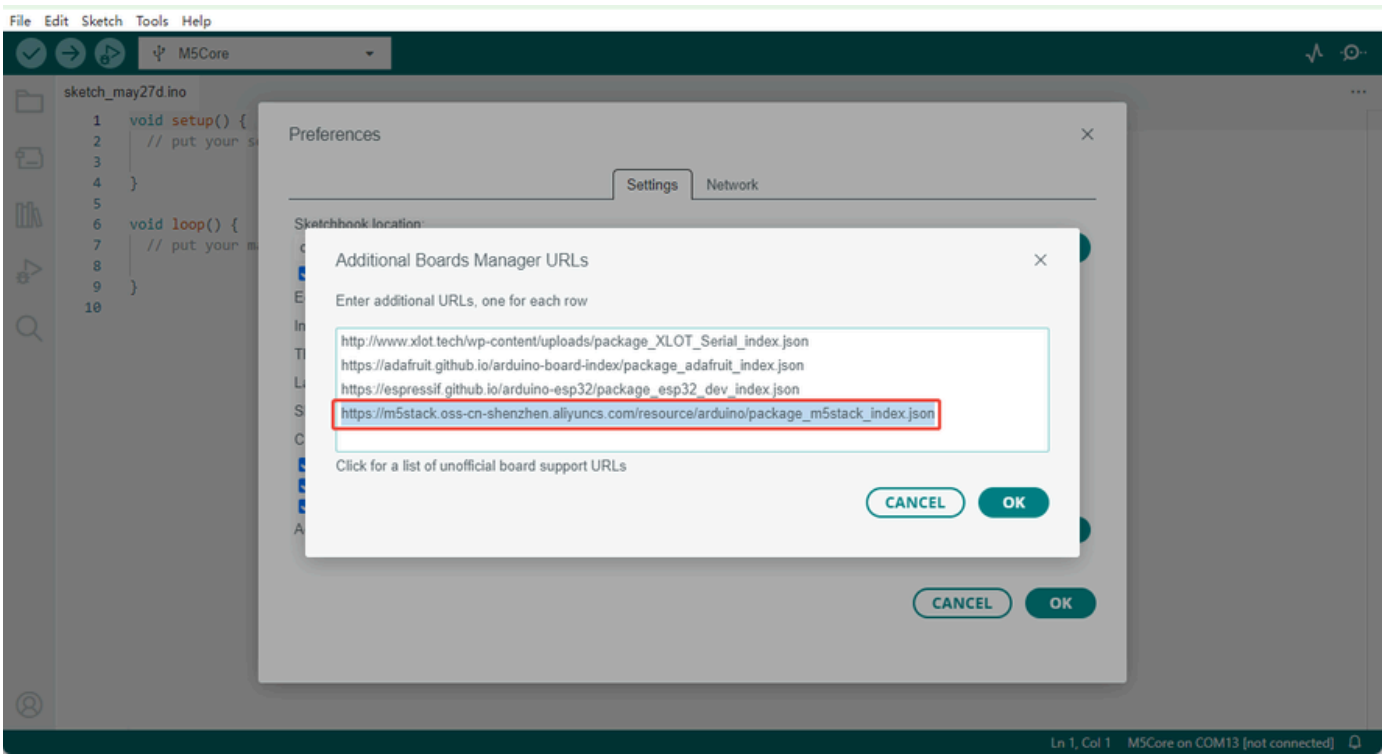 File Edit Sketch Tools Help
M5Core
sketch_may27d.ino
1 void setup() {
2 // put your s
3
4 }
5
6 void loop() {
7 // put your m
8
9 }
10
Preferences
Settings Network
Sketchbook location:
Additional Boards Manager URLs
Enter additional URLs, one for each row
http://www.xlot.tech/wp-content/uploads/package_XLOT_Serial_index.json
https://adafruit.github.io/arduino-board-index/package_adafruit_index.json
https://espressif.github.io/arduino-esp32/package_esp32_dev_index.json
https://m5stack.oss-cn-shenzhen.aliyuncs.com/resource/arduino/package_m5stack_index.json
Click for a list of unofficial board support URLs
CANCEL OK
CANCEL OK
Ln 1, Col 1 M5Core on COM13 [not connected]